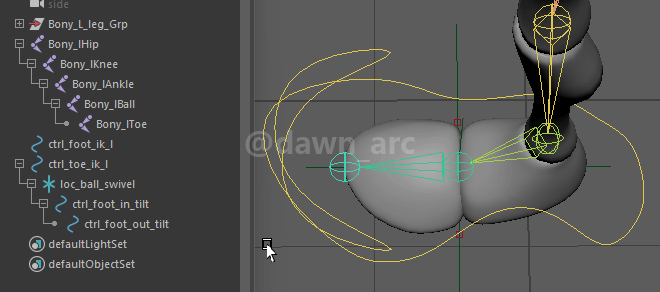 side
Bony_L_leg_Grp
Bony_lHip
Bony_lKnee
Bony_lAnkle
Bony_lBall
Bony_lToe
ctrl_foot_ik_l
ctrl_toe_ik_l
loc_ball_swivel
ctrl_foot_in_tilt
ctrl_foot_out_tilt
defaultLightSet
defaultObjectSet
@dawn_arc